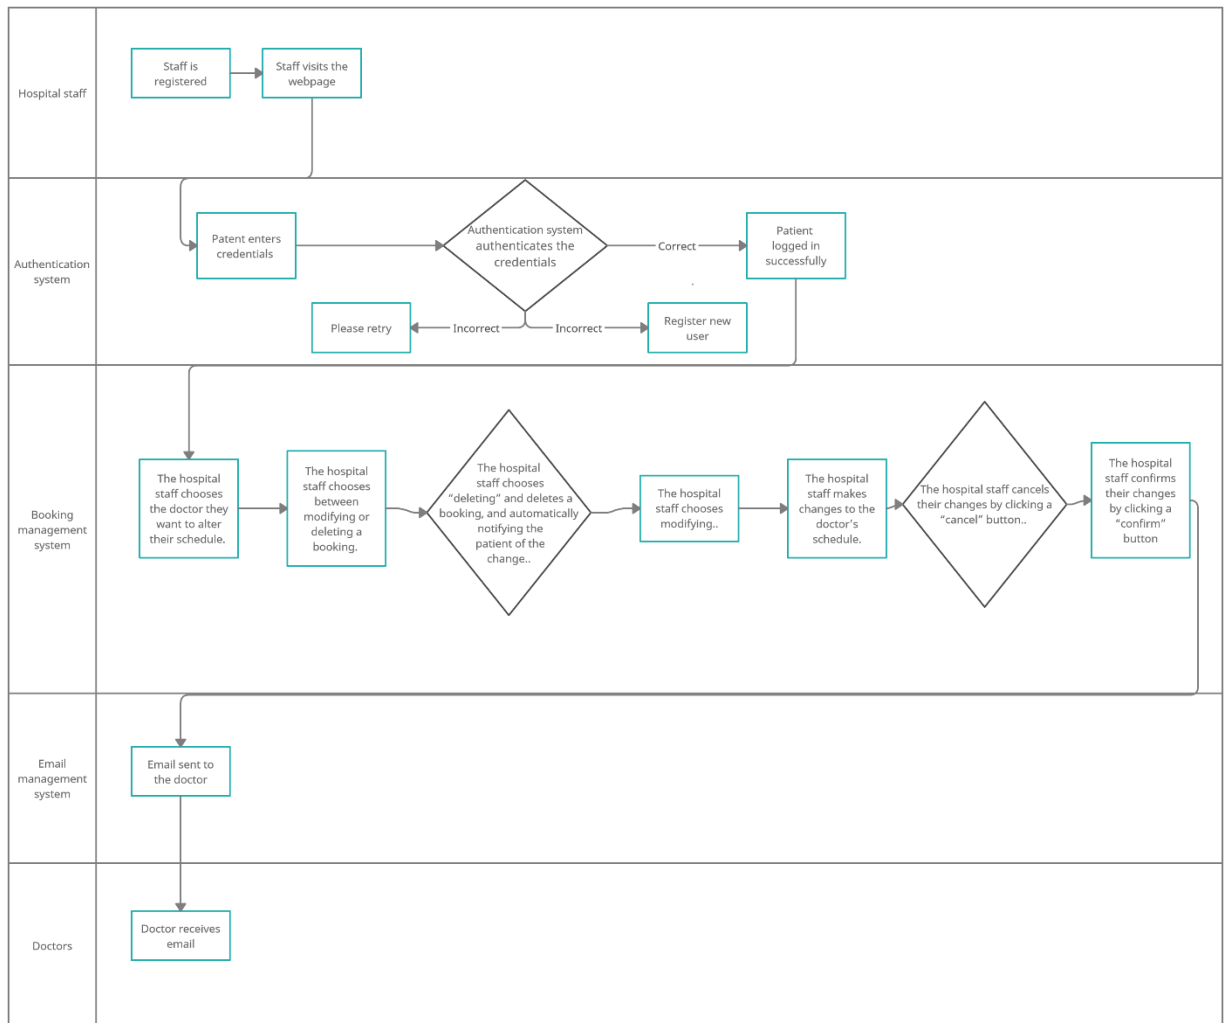 Hospital staff
Staff is
registered
Staff visits the
webpage
Authentication
system
Patent enters
credentials
Authentication system
authenticates the
credentials
Correct
Patient
logged in
successfully
Please retry
Incorrect
Incorrect
Register new
user
Booking
management
system
The hospital
staff chooses
the doctor they
want to alter
their schedule.
The hospital
staff chooses
between
modifying or
deleting a
booking.
The hospital
staff chooses
“deleting” and deletes a
booking, and automatically
notifying the
patient of the
change..
The hospital
staff chooses
modifying..
The hospital
staff makes
changes to the
doctor’s
schedule.
The hospital staff cancels
their changes by clicking a
“cancel” button..
The hospital
staff confirms
their changes
by clicking a
“confirm”
button
Email
management
system
Email sent to
the doctor
Doctors
Doctor receives
email